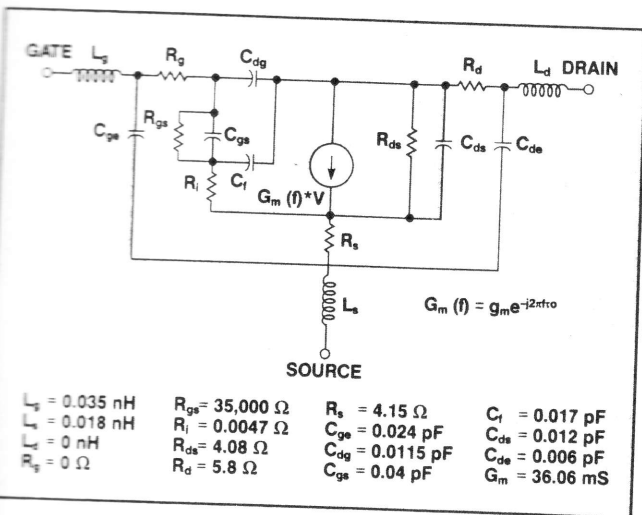 GATE Lg Rg Cdg Rd Ld DRAIN
Rgs Cgs Rds Cds Cde
Cge
Cf
Ri
Gm (f)*V
Rs
Ls
Gm (f) = gme-j2πfτo
SOURCE
Lg = 0.035 nH Rgs= 35,000 Ω Rs = 4.15 Ω Cf = 0.017 pF
Ls = 0.018 nH Ri = 0.0047 Ω Cge = 0.024 pF Cds = 0.012 pF
Ld = 0 nH Rds= 4.08 Ω Cdg = 0.0115 pF Cde = 0.006 pF
Rg = 0 Ω Rd = 5.8 Ω Cgs = 0.04 pF Gm = 36.06 mS